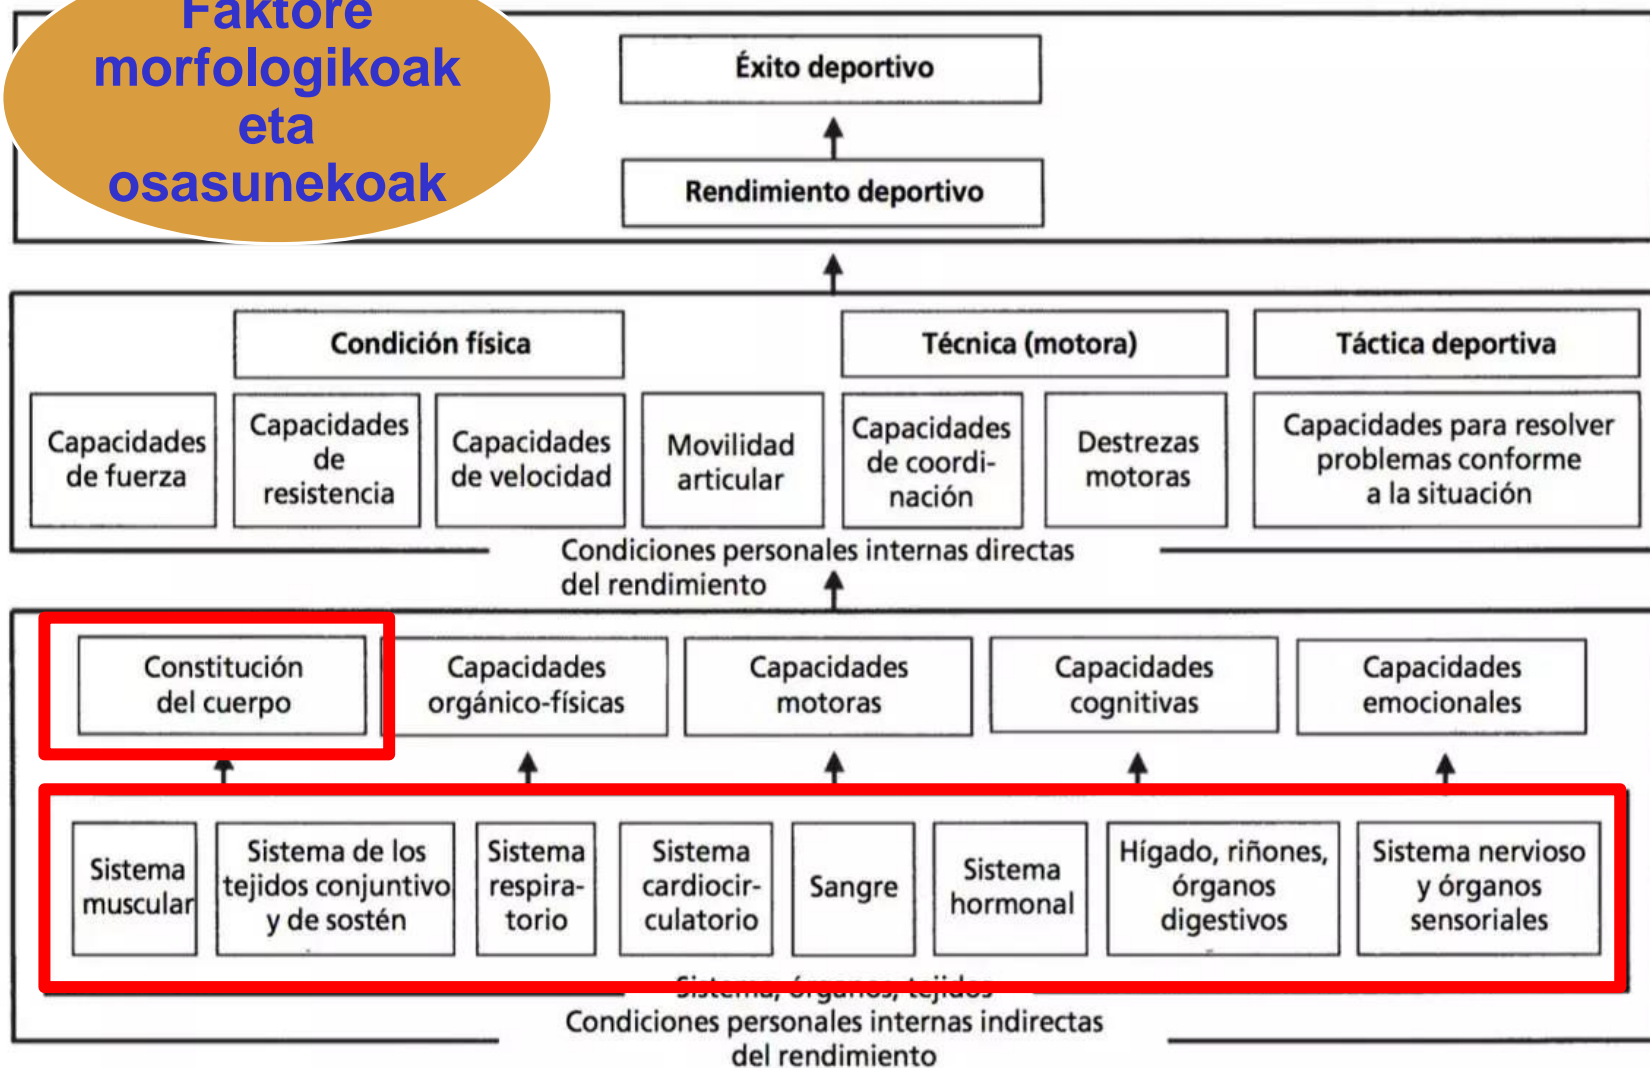 Faktore
morfologikoak
eta
osasunekoak
Éxito deportivo
Rendimiento deportivo
Condición física
Técnica (motora)
Táctica deportiva
Capacidades
de fuerza
Capacidades
de
resistencia
Capacidades
de velocidad
Movilidad
articular
Capacidades
de coordi-
nación
Destrezas
motoras
Capacidades para resolver
problemas conforme
a la situación
Condiciones personales internas directas
del rendimiento
Constitución
del cuerpo
Capacidades
orgánico-físicas
Capacidades
motoras
Capacidades
cognitivas
Capacidades
emocionales
Sistema
muscular
Sistema de los
tejidos conjuntivo
y de sostén
Sistema
respira-
torio
Sistema
cardiocir-
culatorio
Sangre
Sistema
hormonal
Hígado, riñones,
órganos
digestivos
Sistema nervioso
y órganos
sensoriales
Sistema, órganos, tejidos
Condiciones personales internas indirectas
del rendimiento